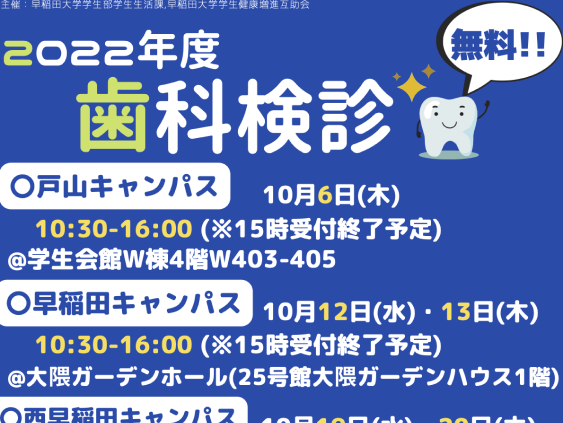 主催：早稲田大学学生部学生生活課,早稲田大学学生健康増進互助会
2022年度
無料!!
歯科検診
〇戸山キャンパス
10月6日(木)
10:30-16:00 (※15時受付終了予定)
@学生会館W棟4階W403-405
〇早稲田キャンパス
10月12日(水)・13日(木)
10:30-16:00 (※15時受付終了予定)
@大隈ガーデンホール(25号館大隈ガーデンハウス1階)
〇西早稲田キャンパス